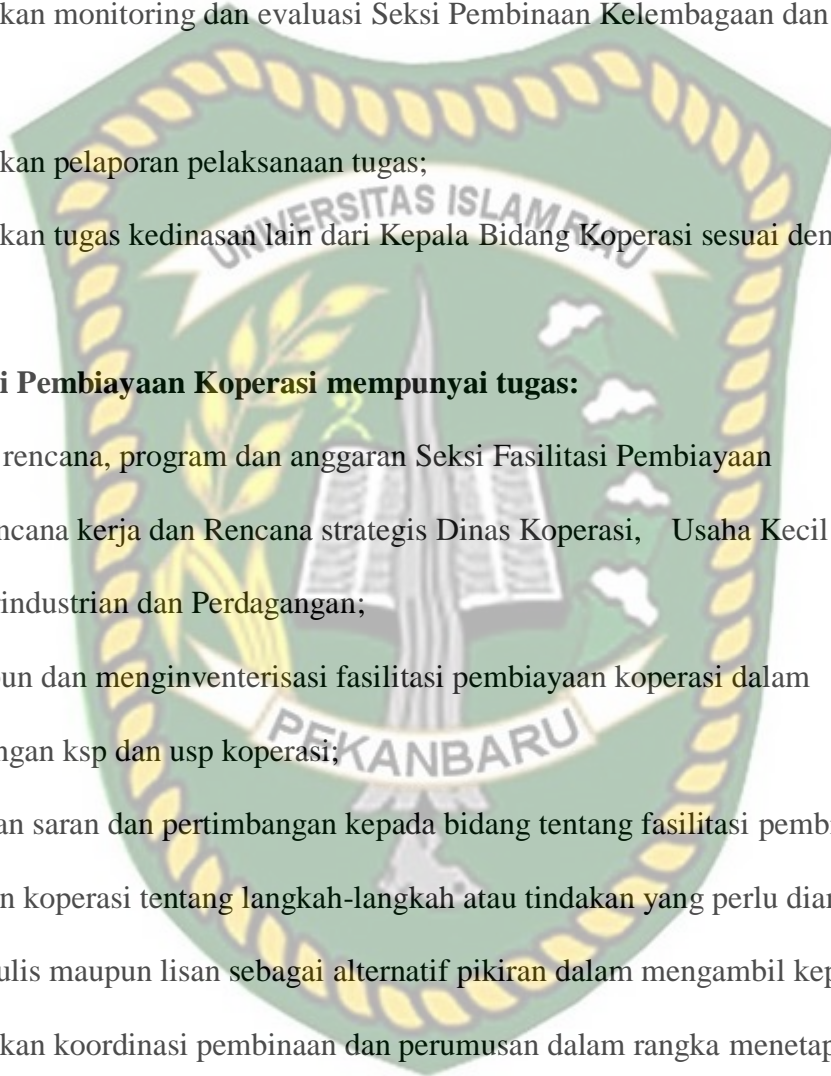 kan monitoring dan evaluasi Seksi Pembinaan Kelembagaan dan
kan pelaporan pelaksanaan tugas;
UNIVERSITAS ISLAM RIAU
kan tugas kedinasan lain dari Kepala Bidang Koperasi sesuai den
i Pembiayaan Koperasi mempunyai tugas:
rencana, program dan anggaran Seksi Fasilitasi Pembiayaan
ncana kerja dan Rencana strategis Dinas Koperasi, Usaha Kecil
industrian dan Perdagangan;
un dan menginventerisasi fasilitasi pembiayaan koperasi dalam
ngan ksp dan usp koperasi;
PEKANBARU
an saran dan pertimbangan kepada bidang tentang fasilitasi pemb
n koperasi tentang langkah-langkah atau tindakan yang perlu diam
ulis maupun lisan sebagai alternatif pikiran dalam mengambil kep
kan koordinasi pembinaan dan perumusan dalam rangka menetap